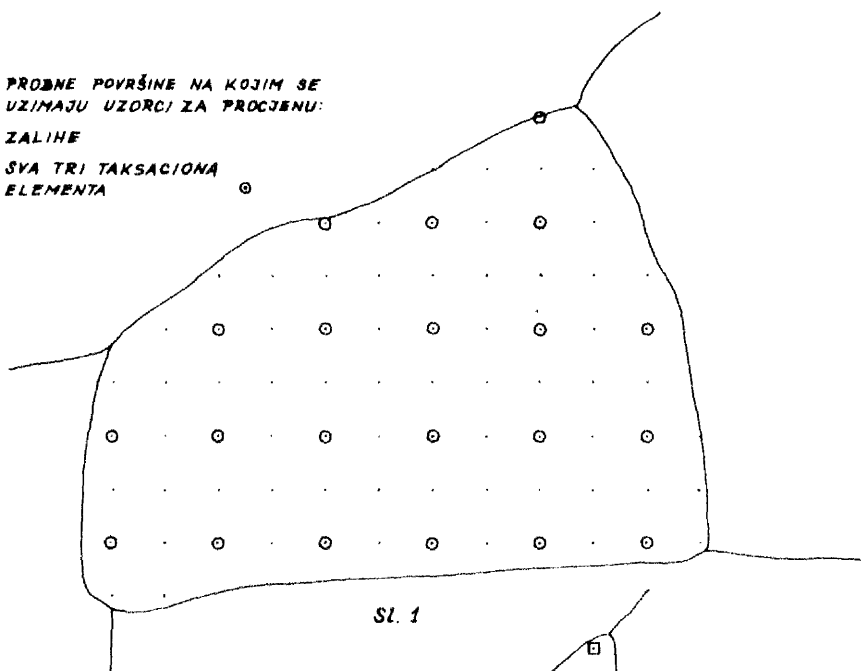 PROBNE POVRŠINE NA KOJIM SE
UZIMAJU UZORCI ZA PROCJENU:
ZALIHE
SVA TRI TAKSACIONA
ELEMENTA
Sl. 1